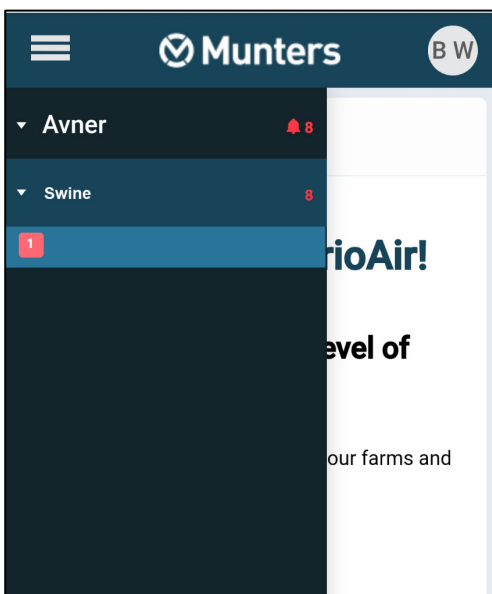 Munters
B W
Avner
8
Swine
8
1
rioAir!
evel of
our farms and